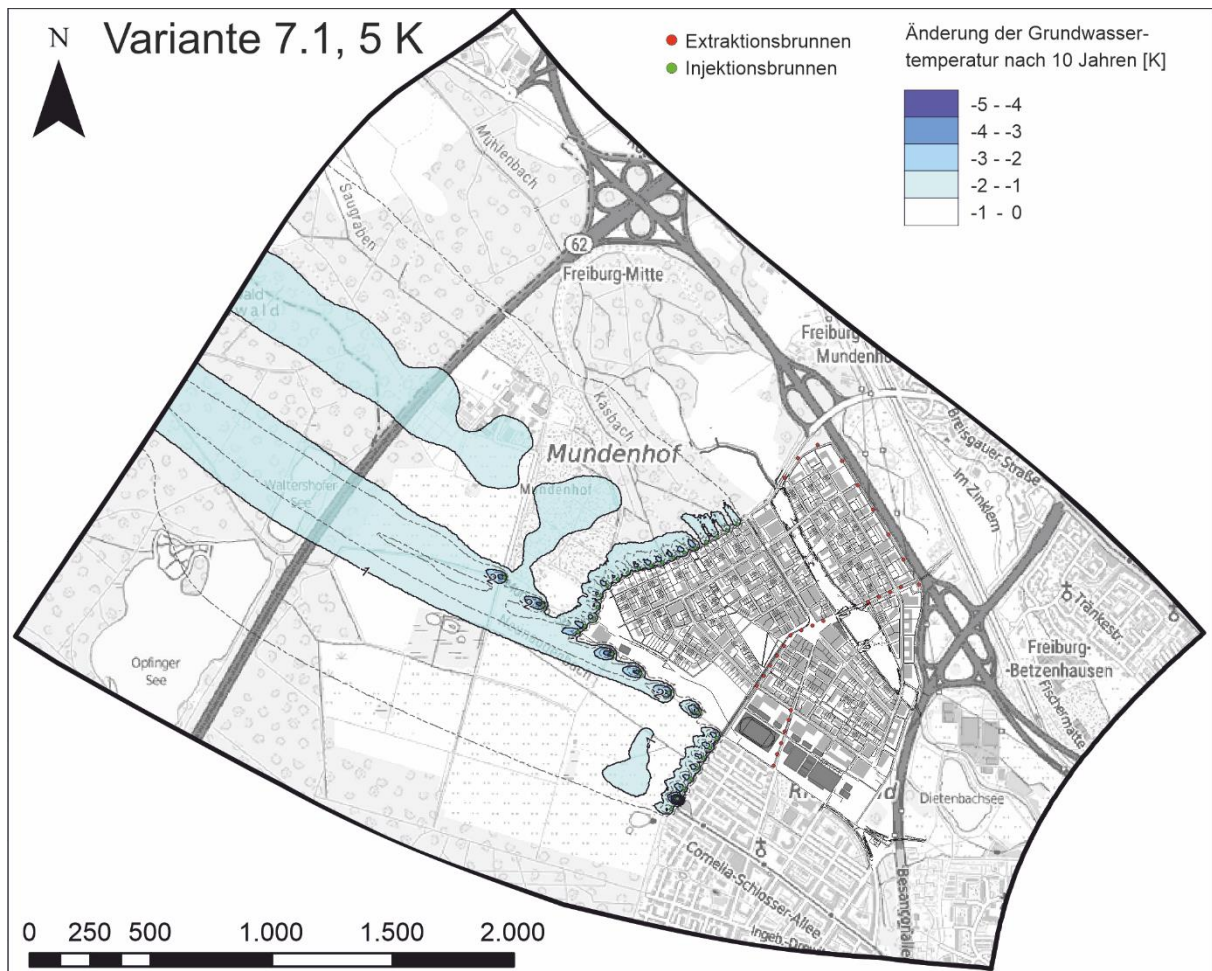 N
Variante 7.1, 5 K
Extraktionsbrunnen
Injektionsbrunnen
Änderung der Grundwasser-
temperatur nach 10 Jahren [K]
-5 - -4
-4 - -3
-3 - -2
-2 - -1
-1 - 0
Mühlenbach
Saugraben
62
Freiburg-Mitte
Käsbach
Freiburg-
Mundenhof
Breisgauer Straße
Im Zinklern
Mundenhof
Mundenhof
Waltershofer
See
1
Opfinger
See
Tränkestr.
Freiburg-
-Betzenhausen
Fischermatte
Dietenbachsee
Cornelia-Schlosser-Allee
Besançonallee
0 250 500 1.000 1.500 2.000